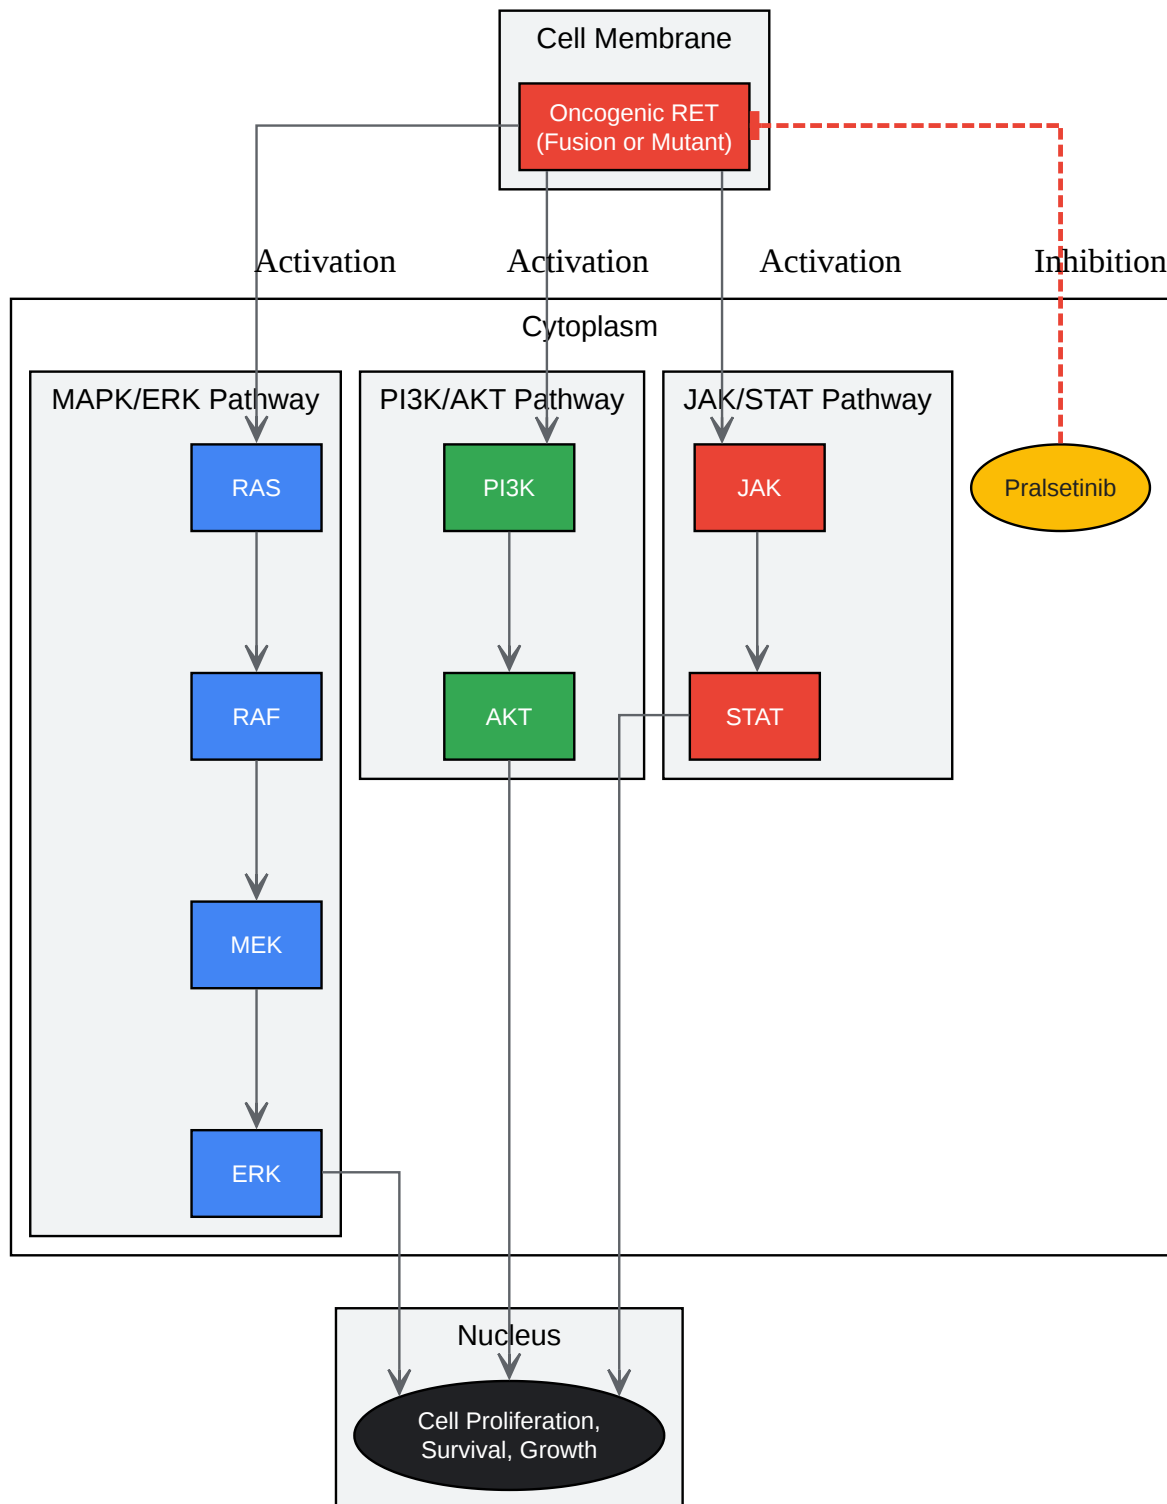 Cell Membrane
Oncogenic RET
(Fusion or Mutant)
Activation
Activation
Activation
Inhibition
Cytoplasm
MAPK/ERK Pathway
PI3K/AKT Pathway
JAK/STAT Pathway
RAS
PI3K
JAK
Pralsetinib
RAF
AKT
STAT
MEK
ERK
Nucleus
Cell Proliferation,
Survival, Growth